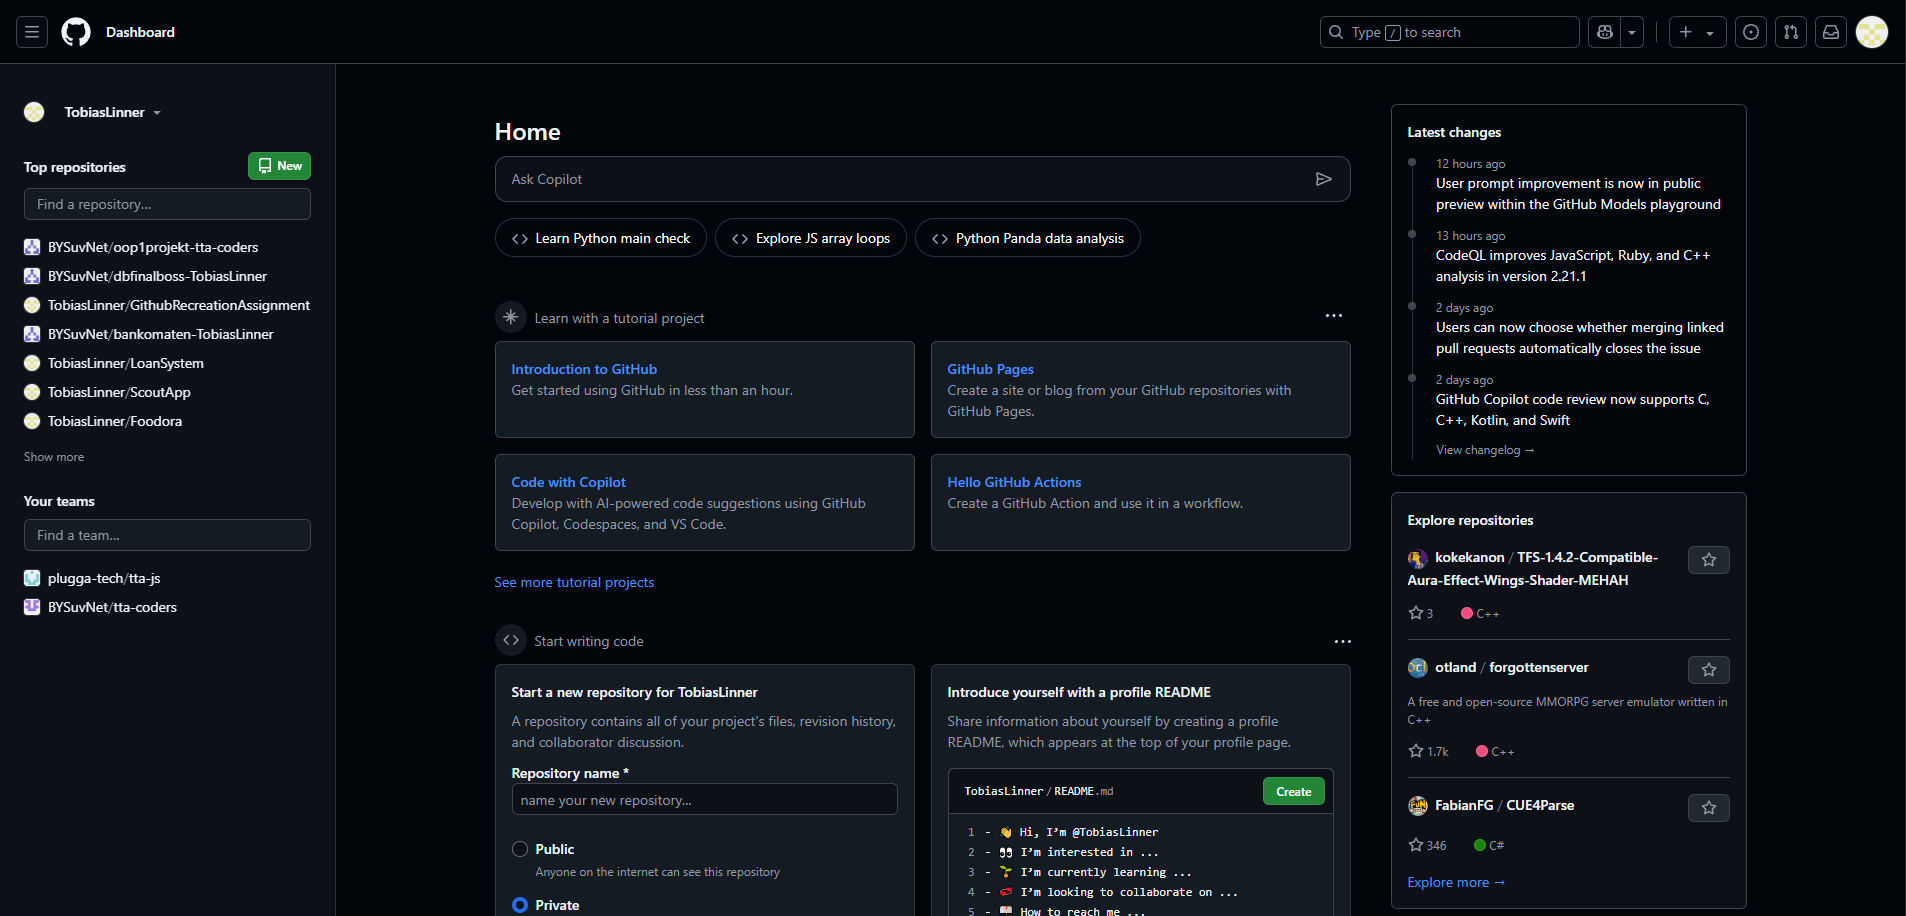 Dashboard
Type / to search
TobiasLinner
Top repositories
New
Find a repository...
BYSuvNet/oop1projekt-tta-coders
BYSuvNet/dbfinalboss-TobiasLinner
TobiasLinner/GithubRecreationAssignment
BYSuvNet/bankomaten-TobiasLinner
TobiasLinner/LoanSystem
TobiasLinner/ScoutApp
TobiasLinner/Foodora
Show more
Your teams
Find a team...
plugga-tech/tta-js
BYSuvNet/tta-coders
Home
Ask Copilot
Learn Python main check
Explore JS array loops
Python Panda data analysis
Learn with a tutorial project
Introduction to GitHub
Get started using GitHub in less than an hour.
GitHub Pages
Create a site or blog from your GitHub repositories with
GitHub Pages.
Code with Copilot
Develop with AI-powered code suggestions using GitHub
Copilot, Codespaces, and VS Code.
Hello GitHub Actions
Create a GitHub Action and use it in a workflow.
See more tutorial projects
Start writing code
Start a new repository for TobiasLinner
A repository contains all of your project's files, revision history,
and collaborator discussion.
Repository name *
name your new repository...
Public
Anyone on the internet can see this repository
Private
Introduce yourself with a profile README
Share information about yourself by creating a profile
README, which appears at the top of your profile page.
TobiasLinner / README.md
Create
1 - 👋 Hi, I'm @TobiasLinner
2 - 👀 I'm interested in ...
3 - 🌱 I'm currently learning ...
4 - 💞️ I'm looking to collaborate on ...
5 - 📫 How to reach me ...
Latest changes
12 hours ago
User prompt improvement is now in public
preview within the GitHub Models playground
13 hours ago
CodeQL improves JavaScript, Ruby, and C++
analysis in version 2.21.1
2 days ago
Users can now choose whether merging linked
pull requests automatically closes the issue
2 days ago
GitHub Copilot code review now supports C,
C++, Kotlin, and Swift
View changelog →
Explore repositories
kokekanon / TFS-1.4.2-Compatible-
Aura-Effect-Wings-Shader-MEHAH
3 C++
otland / forgottenserver
A free and open-source MMORPG server emulator written in
C++
1.7k C++
FabianFG / CUE4Parse
346 C#
Explore more →